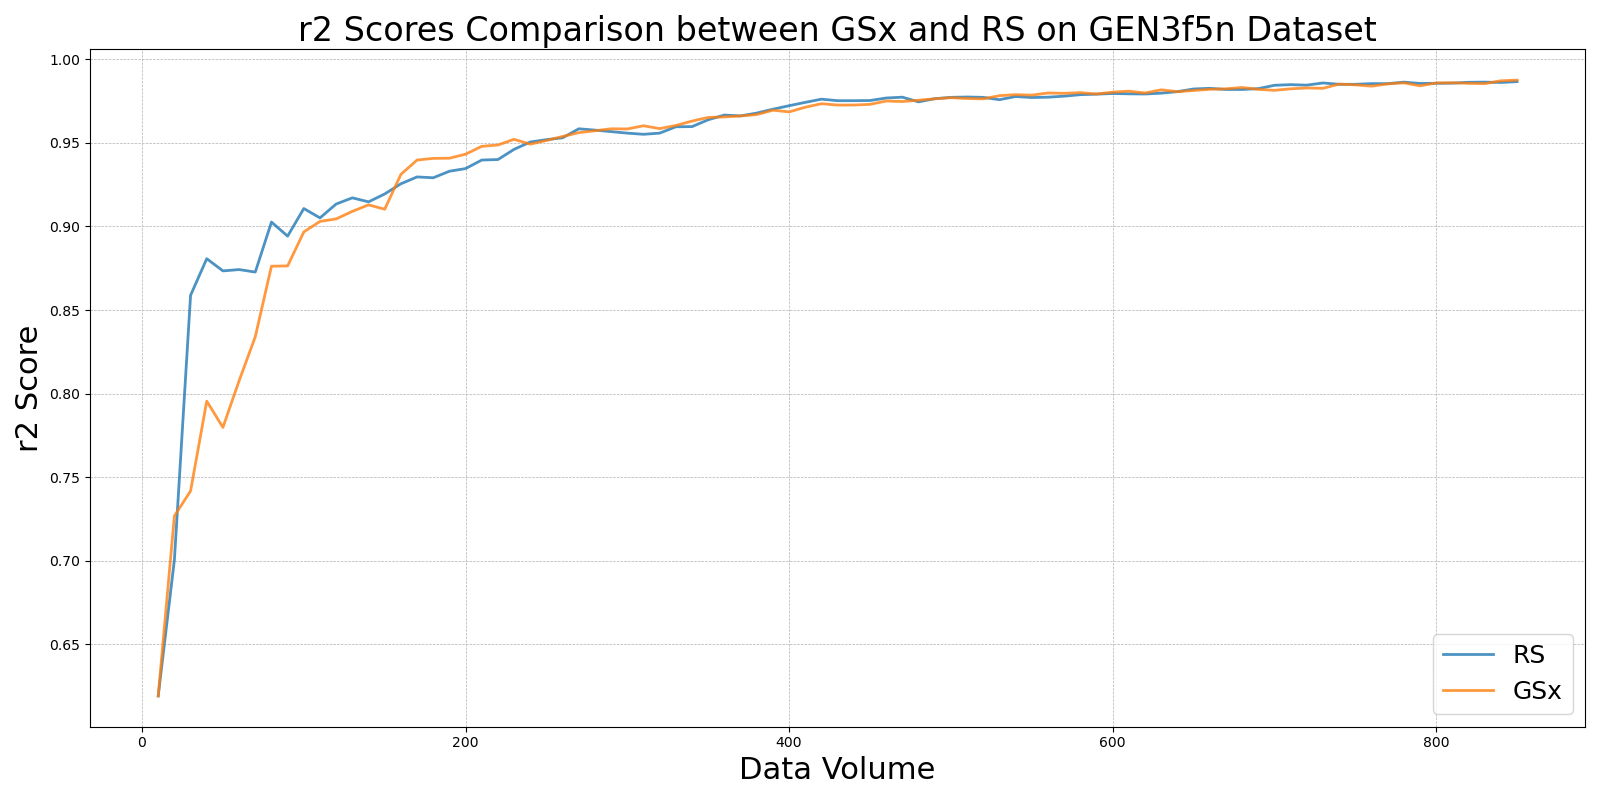 r2 Scores Comparison between GSx and RS on GEN3f5n Dataset
1.00
0.95
0.90
0.85
0.80
0.75
0.70
0.65
r2 Score
RS
GSx
0 200 400 600 800
Data Volume